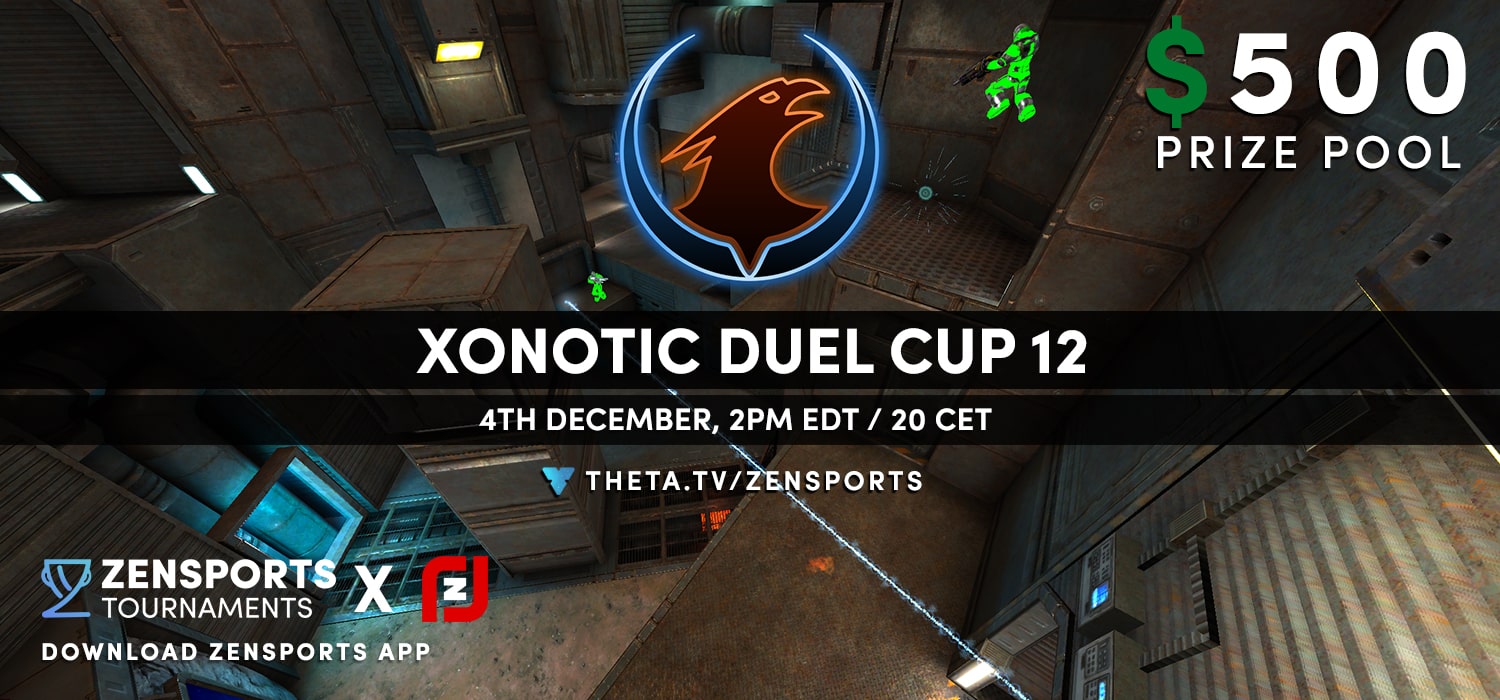 $500
PRIZE POOL
XONOTIC DUEL CUP 12
4TH DECEMBER, 2PM EDT / 20 CET
THETA.TV/ZENSPORTS
ZENSPORTS
TOURNAMENTS
X
z
DOWNLOAD ZENSPORTS APP